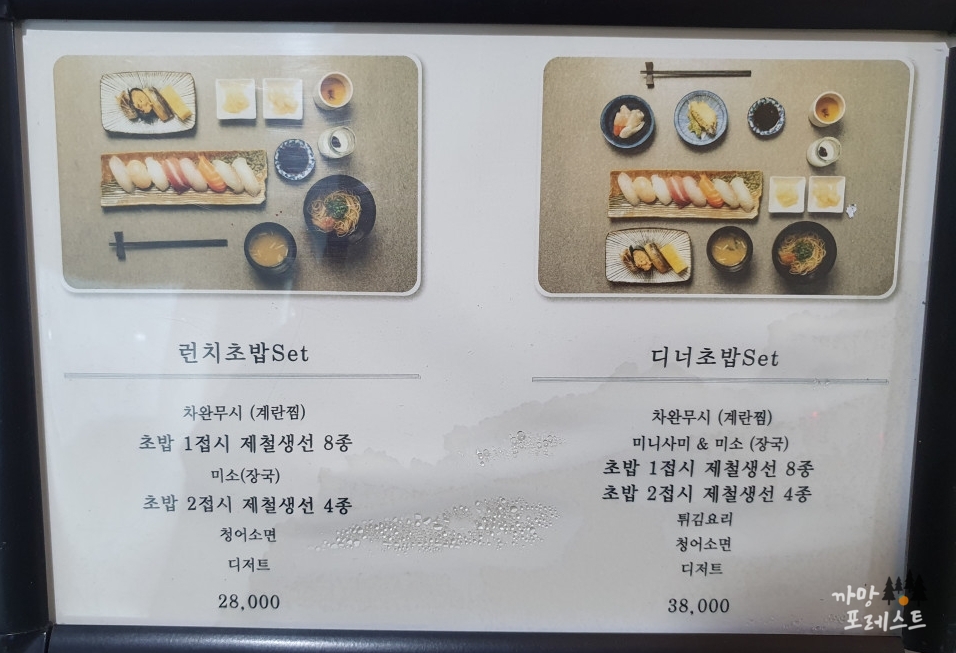 런치초밥Set
차완무시 (계란찜)
초밥 1접시 제철생선 8종
미소(장국)
초밥 2접시 제철생선 4종
청어소면
디저트
28,000
디너초밥Set
차완무시 (계란찜)
미니사미 & 미소 (장국)
초밥 1접시 제철생선 8종
초밥 2접시 제철생선 4종
튀김요리
청어소면
디저트
38,000
까망
포레스트